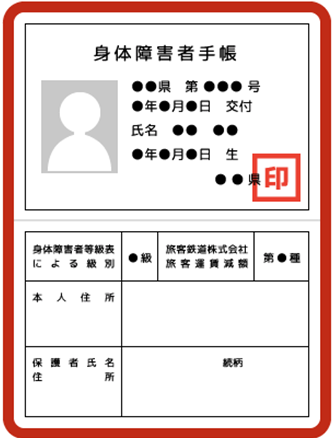 身体障害者手帳
●●県 第 ●●● 号
●年●月●日 交付
氏名 ●● ●●
●年●月●日 生
●●県 印
身体障害者等級表
による級別
●級
旅客鉄道株式会社
旅客運賃減額
第●種
本人住所
保護者氏名
住所
続柄